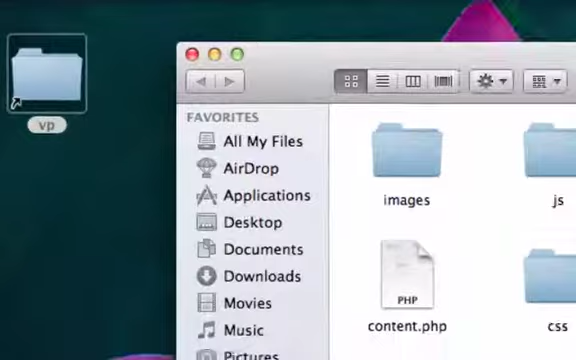 vp
FAVORITES
All My Files
AirDrop
Applications
Desktop
Documents
Downloads
Movies
Music
Pictures
images
js
PHP
content.php
css